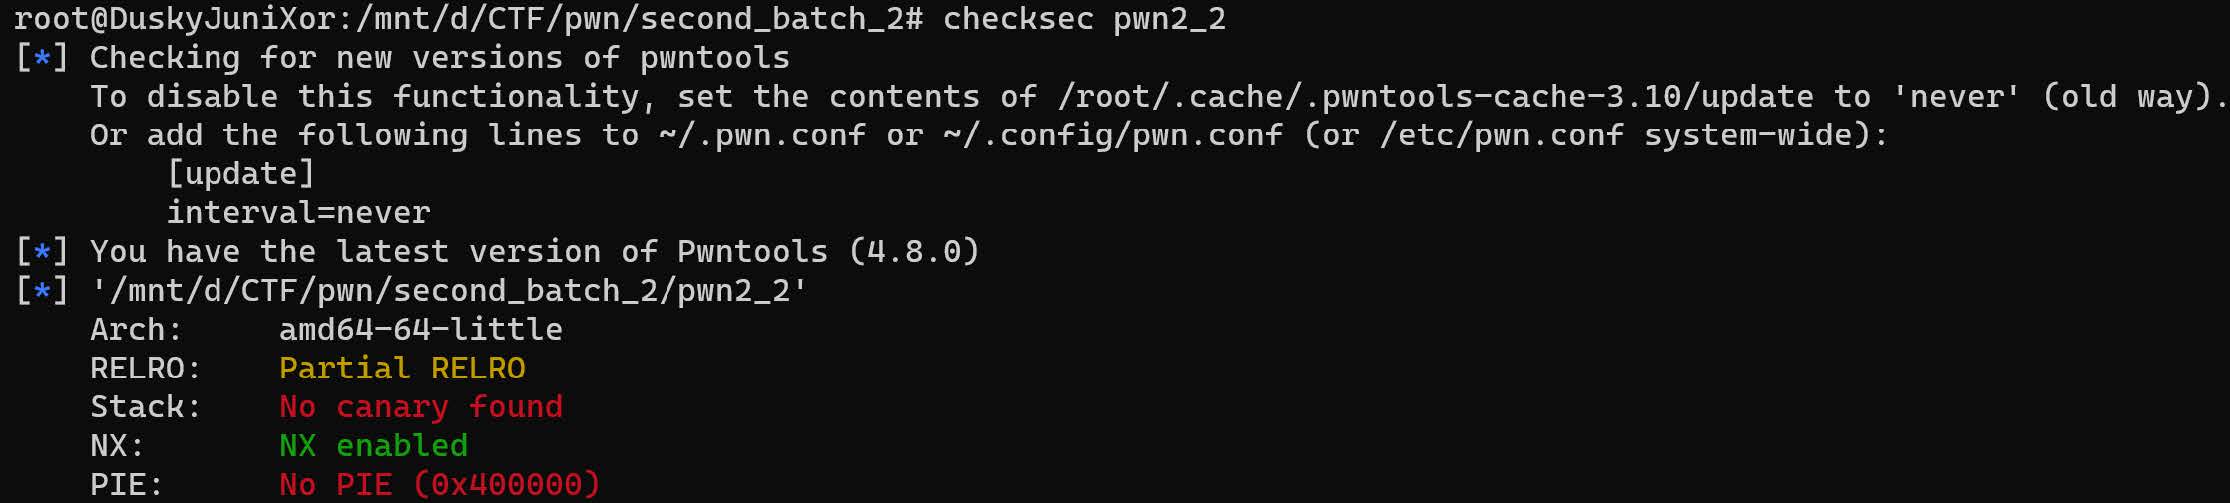 root@DuskyJuniXor:/mnt/d/CTF/pwn/second_batch_2# checksec pwn2_2
[*] Checking for new versions of pwntools
    To disable this functionality, set the contents of /root/.cache/.pwntools-cache-3.10/update to 'never' (old way).
    Or add the following lines to ~/.pwn.conf or ~/.config/pwn.conf (or /etc/pwn.conf system-wide):
        [update]
        interval=never
[*] You have the latest version of Pwntools (4.8.0)
[*] '/mnt/d/CTF/pwn/second_batch_2/pwn2_2'
    Arch:     amd64-64-little
    RELRO:    Partial RELRO
    Stack:    No canary found
    NX:       NX enabled
    PIE:      No PIE (0x400000)